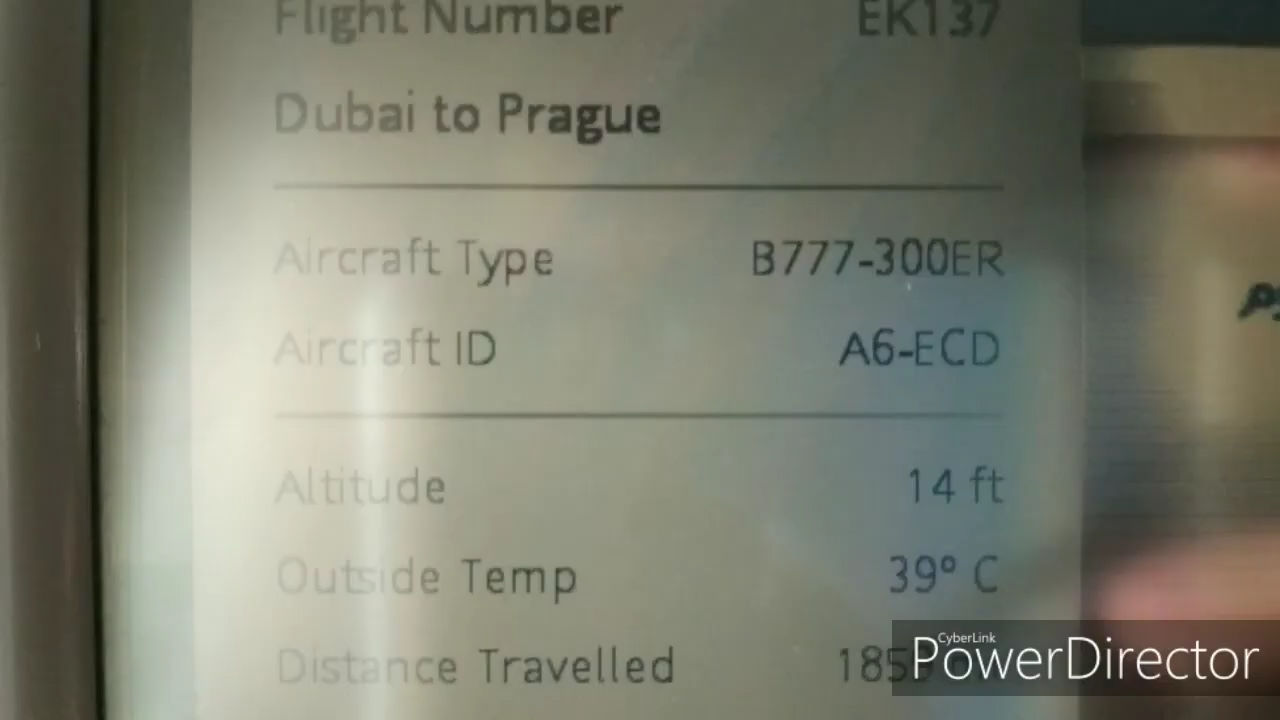 Flight Number EK137
Dubai to Prague
Aircraft Type B777-300ER
Aircraft ID A6-ECD
Altitude 14 ft
Outside Temp 39º C
Distance Travelled
CyberLink
PowerDirector